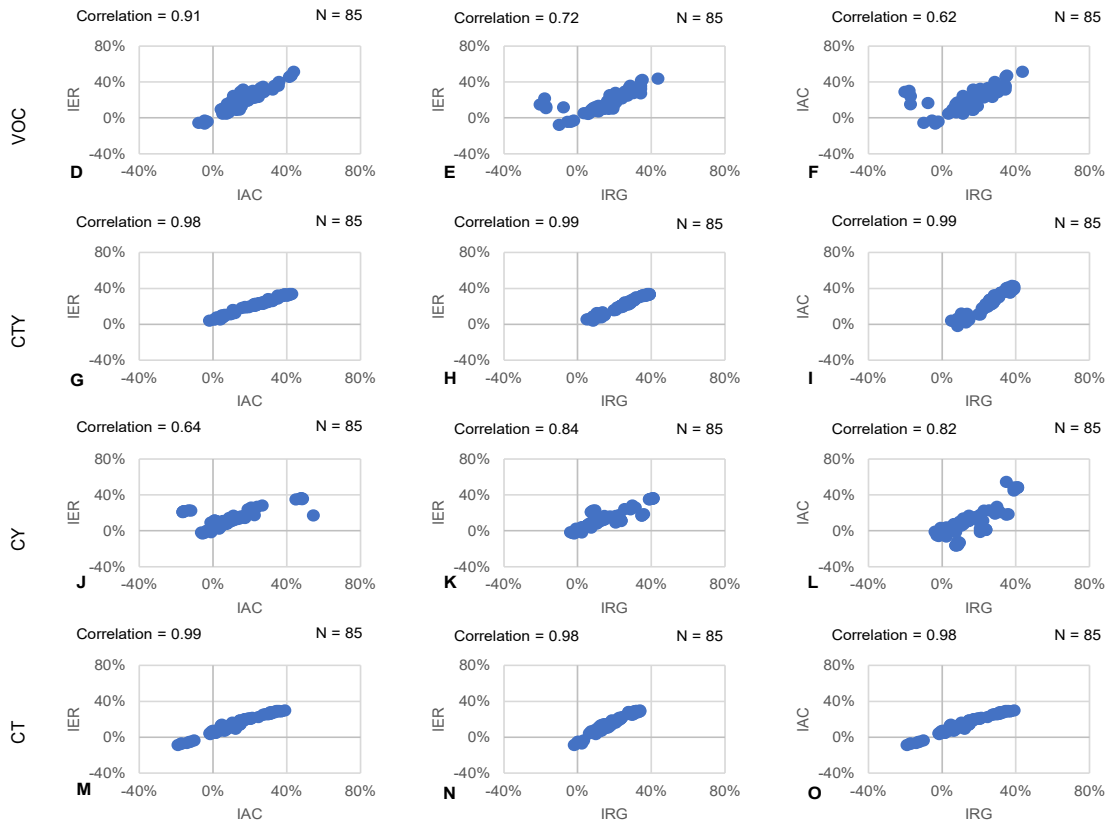 Correlation = 0.91 N = 85
Correlation = 0.72 N = 85
Correlation = 0.62 N = 85
VOC
80%
40%
0%
-40%
IER
D
-40% 0% 40% 80%
IAC
80%
40%
0%
-40%
IER
E
-40% 0% 40% 80%
IRG
80%
40%
0%
-40%
IAC
F
-40% 0% 40% 80%
IRG
Correlation = 0.98 N = 85
Correlation = 0.99 N = 85
Correlation = 0.99 N = 85
CTY
80%
40%
0%
-40%
IER
G
-40% 0% 40% 80%
IAC
80%
40%
0%
-40%
IER
H
-40% 0% 40% 80%
IRG
80%
40%
0%
-40%
IAC
I
-40% 0% 40% 80%
IRG
Correlation = 0.64 N = 85
Correlation = 0.84 N = 85
Correlation = 0.82 N = 85
CY
80%
40%
0%
-40%
IER
J
-40% 0% 40% 80%
IAC
80%
40%
0%
-40%
IER
K
-40% 0% 40% 80%
IRG
80%
40%
0%
-40%
IAC
L
-40% 0% 40% 80%
IRG
Correlation = 0.99 N = 85
Correlation = 0.98 N = 85
Correlation = 0.98 N = 85
CT
80%
40%
0%
-40%
IER
M
-40% 0% 40% 80%
IAC
80%
40%
0%
-40%
IER
N
-40% 0% 40% 80%
IRG
80%
40%
0%
-40%
IAC
O
-40% 0% 40% 80%
IRG